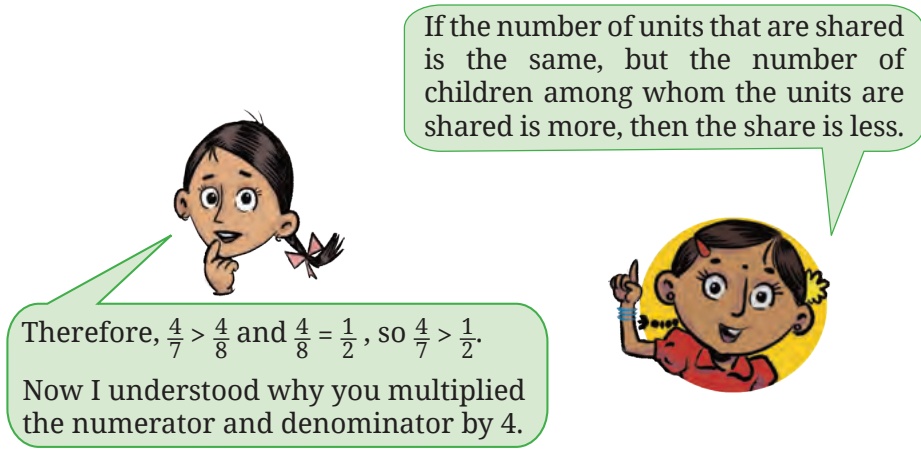 If the number of units that are shared
is the same, but the number of
children among whom the units are
shared is more, then the share is less.
Therefore, 4/7 > 4/8 and 4/8 = 1/2 , so 4/7 > 1/2.
Now I understood why you multiplied
the numerator and denominator by 4.